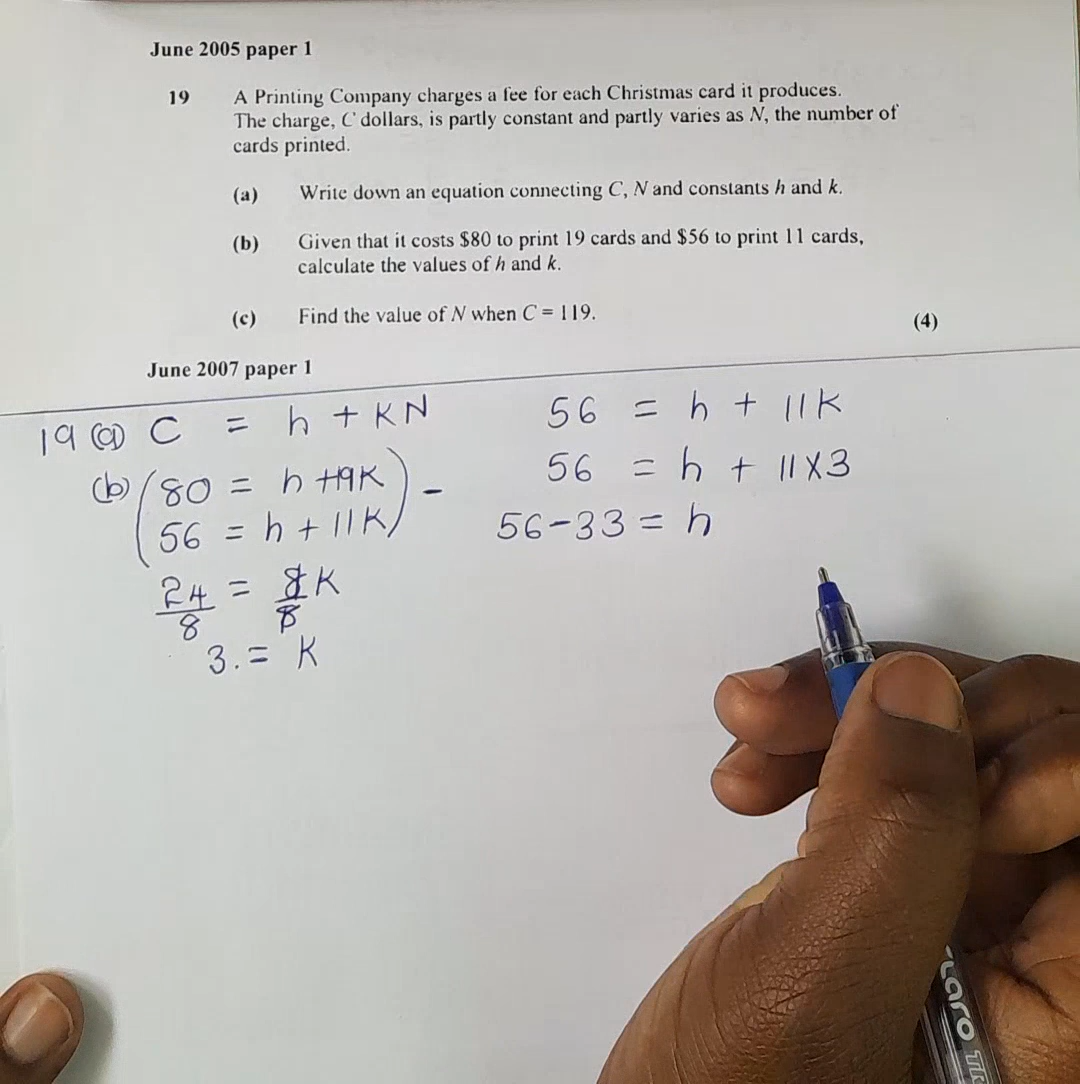 June 2005 paper 1
19 A Printing Company charges a fee for each Christmas card it produces.
The charge, C dollars, is partly constant and partly varies as N, the number of
cards printed.
(a) Write down an equation connecting C, N and constants h and k.
(b) Given that it costs $80 to print 19 cards and $56 to print 11 cards,
calculate the values of h and k.
(c) Find the value of N when C = 119.
(4)
June 2007 paper 1
19 (a) C = h + KN
(b) (80 = h + 19K
56 = h + 11K) -
24/8 = 8K/8
3. = K
56 = h + 11K
56 = h + 11X3
56-33 = h